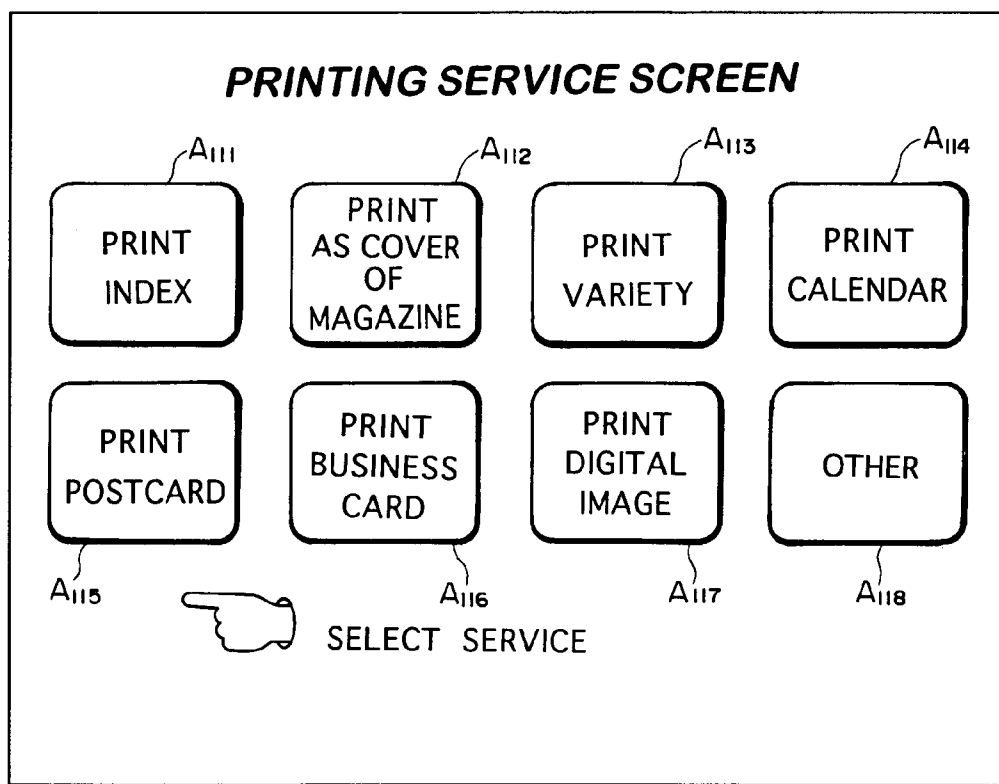 PRINTING SERVICE SCREEN
A111 A112 A113 A114
PRINT
INDEX
PRINT
AS COVER
OF
MAGAZINE
PRINT
VARIETY
PRINT
CALENDAR
PRINT
POSTCARD
PRINT
BUSINESS
CARD
PRINT
DIGITAL
IMAGE
OTHER
A115 A116 A117 A118
SELECT SERVICE